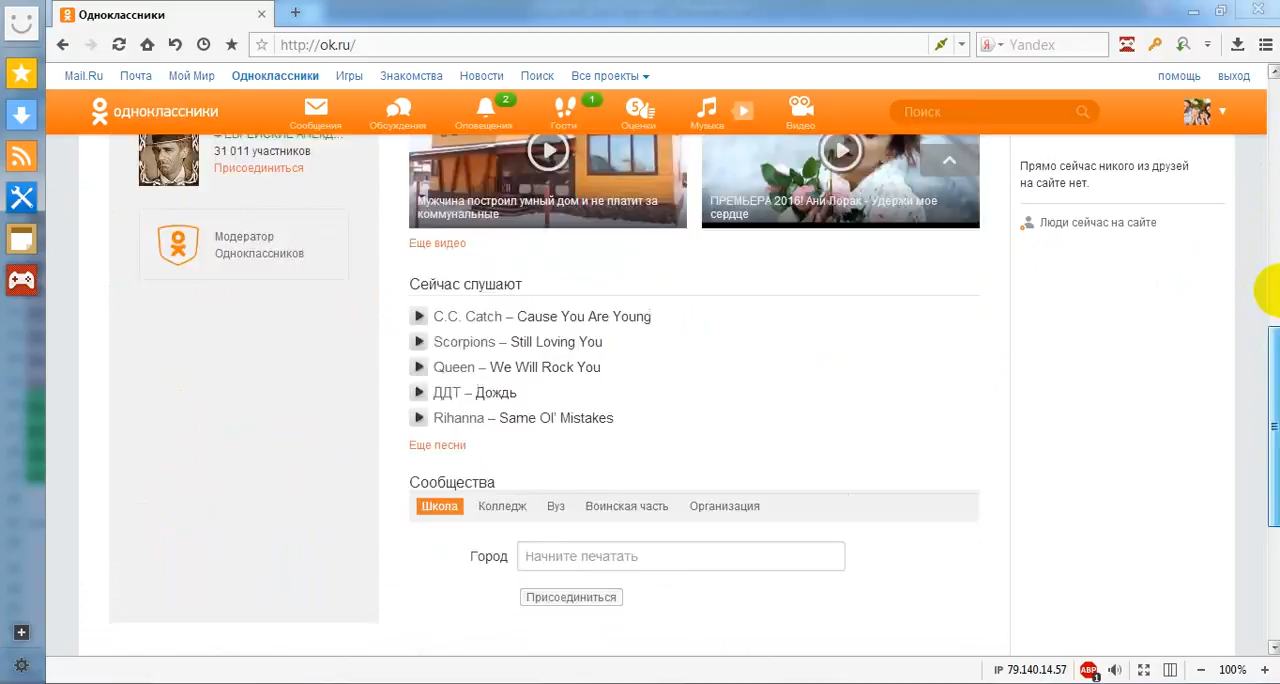 Одноклассники
http://ok.ru/
Yandex
Mail.Ru Почта Мой Мир Одноклассники Игры Знакомства Новости Поиск Все проекты помощь выход
одноклассники
2 1 5
Сообщения Обсуждения Оповещения Гости Оценки Музыка Видео
Поиск
31 011 участников
Присоединиться
Модератор
Одноклассников
Мужчина построил умный дом и не платит за
коммунальные
ПРЕМЬЕРА 2016! Ани Лорак - Удержи мое
сердце
Еще видео
Сейчас слушают
C.C. Catch – Cause You Are Young
Scorpions – Still Loving You
Queen – We Will Rock You
ДДТ – Дождь
Rihanna – Same Ol' Mistakes
Еще песни
Сообщества
Школа Колледж Вуз Воинская часть Организация
Город Начните печатать
Присоединиться
Прямо сейчас никого из друзей
на сайте нет.
Люди сейчас на сайте
IP 79.140.14.57 ABP 1 100%